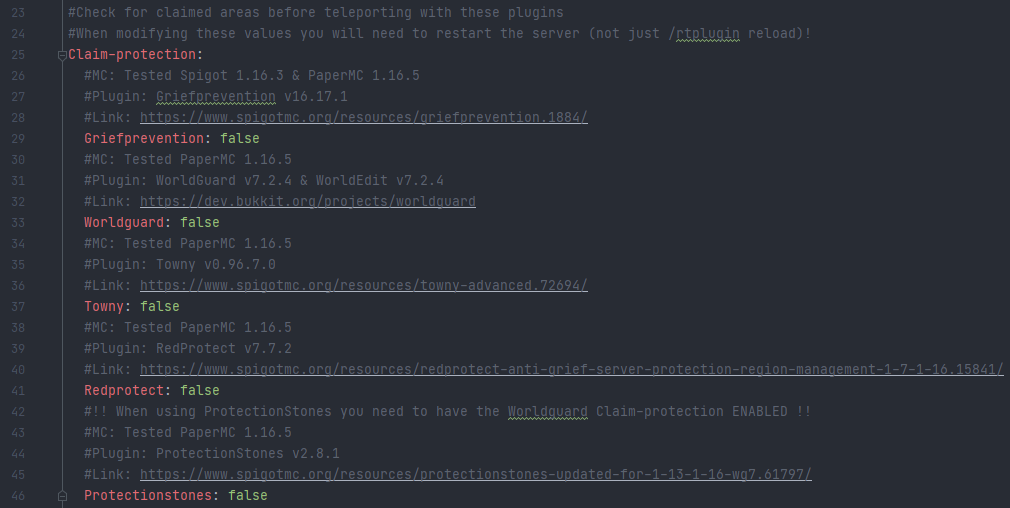 23 #Check for claimed areas before teleporting with these plugins
24 #When modifying these values you will need to restart the server (not just /rtplugin reload)!
25 Claim-protection:
26 #MC: Tested Spigot 1.16.3 & PaperMC 1.16.5
27 #Plugin: Griefprevention v16.17.1
28 #Link: https://www.spigotmc.org/resources/griefprevention.1884/
29 Griefprevention: false
30 #MC: Tested PaperMC 1.16.5
31 #Plugin: WorldGuard v7.2.4 & WorldEdit v7.2.4
32 #Link: https://dev.bukkit.org/projects/worldguard
33 Worldguard: false
34 #MC: Tested PaperMC 1.16.5
35 #Plugin: Towny v0.96.7.0
36 #Link: https://www.spigotmc.org/resources/towny-advanced.72694/
37 Towny: false
38 #MC: Tested PaperMC 1.16.5
39 #Plugin: RedProtect v7.7.2
40 #Link: https://www.spigotmc.org/resources/redprotect-anti-grief-server-protection-region-management-1-7-1-16.15841/
41 Redprotect: false
42 #!! When using ProtectionStones you need to have the Worldguard Claim-protection ENABLED !!
43 #MC: Tested PaperMC 1.16.5
44 #Plugin: ProtectionStones v2.8.1
45 #Link: https://www.spigotmc.org/resources/protectionstones-updated-for-1-13-1-16-wg7.61797/
46 Protectionstones: false